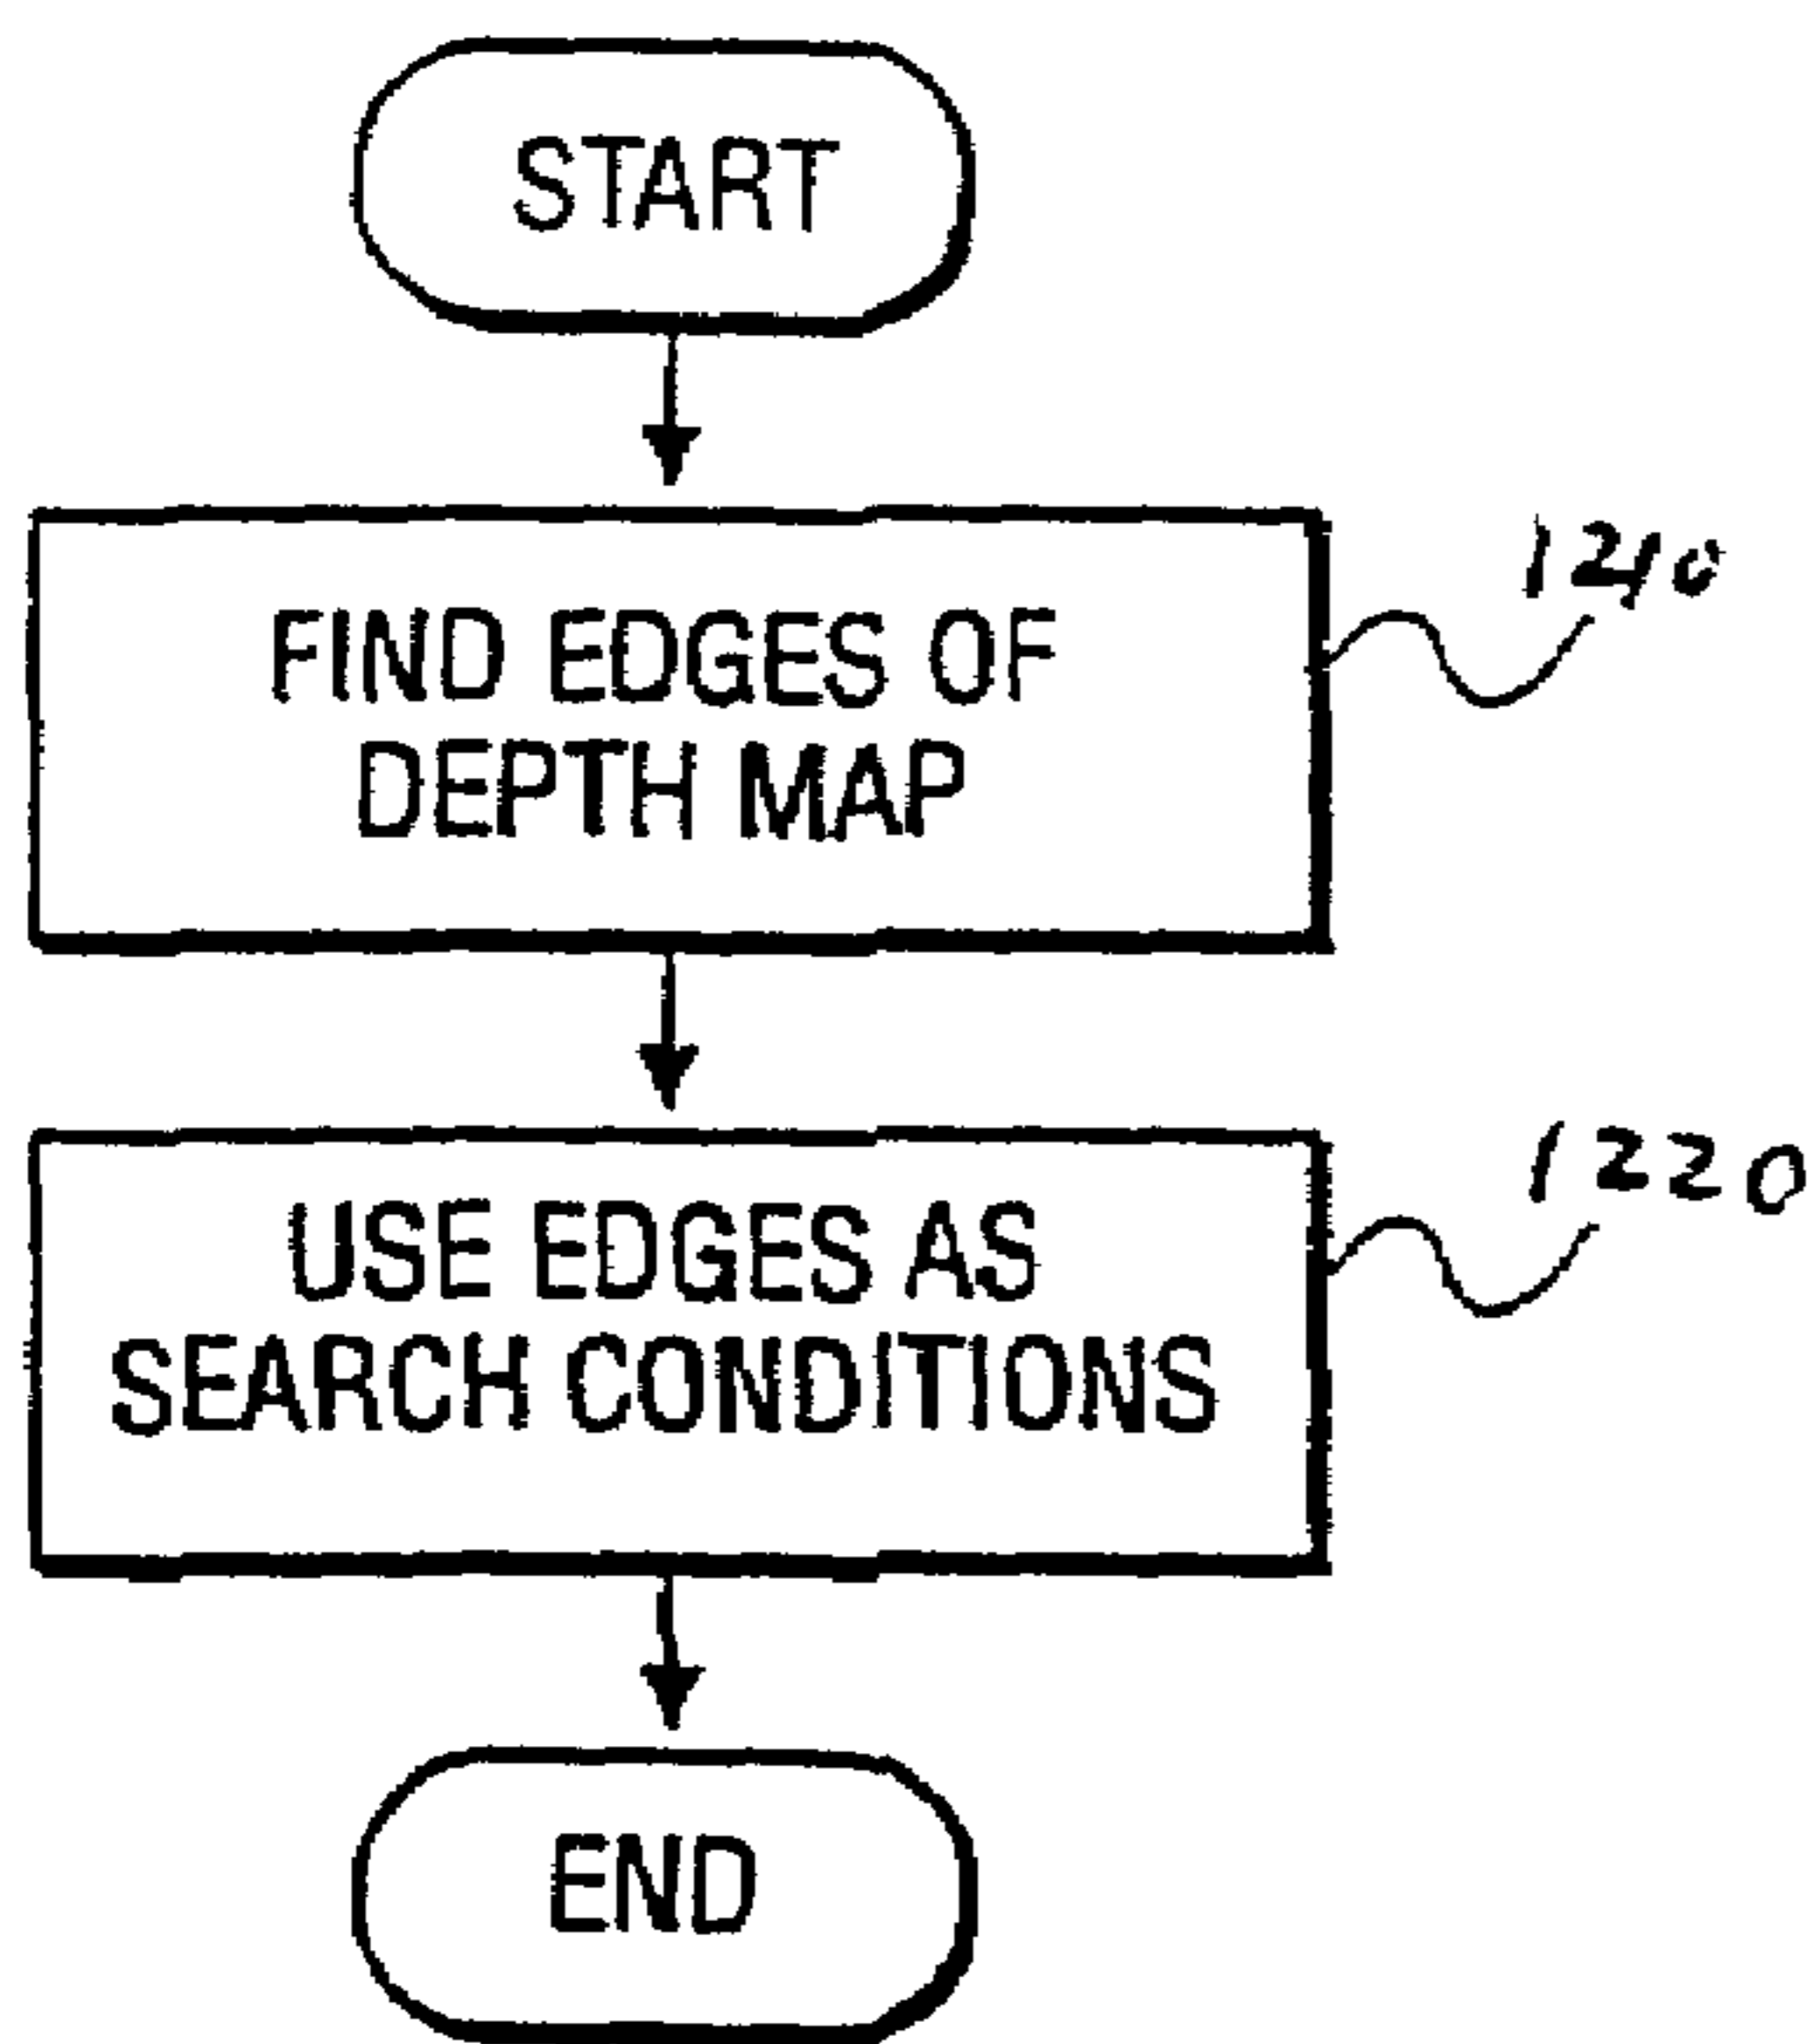 START
FIND EDGES OF
DEPTH MAP
1210
USE EDGES AS
SEARCH CONDITIONS
1220
END